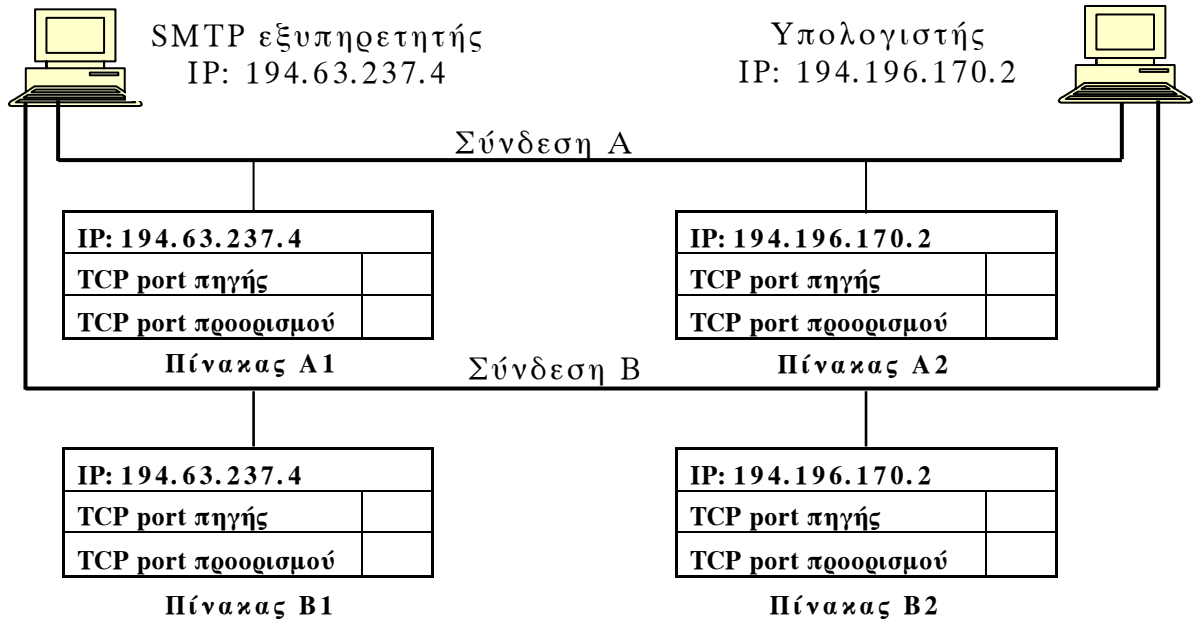 SMTP εξυπηρετητής
IP: 194.63.237.4
Υπολογιστής
IP: 194.196.170.2
Σύνδεση Α
IP: 194.63.237.4
TCP port πηγής
TCP port προορισμού
Πίνακας Α1
IP: 194.196.170.2
TCP port πηγής
TCP port προορισμού
Πίνακας Α2
Σύνδεση Β
IP: 194.63.237.4
TCP port πηγής
TCP port προορισμού
Πίνακας Β1
IP: 194.196.170.2
TCP port πηγής
TCP port προορισμού
Πίνακας Β2